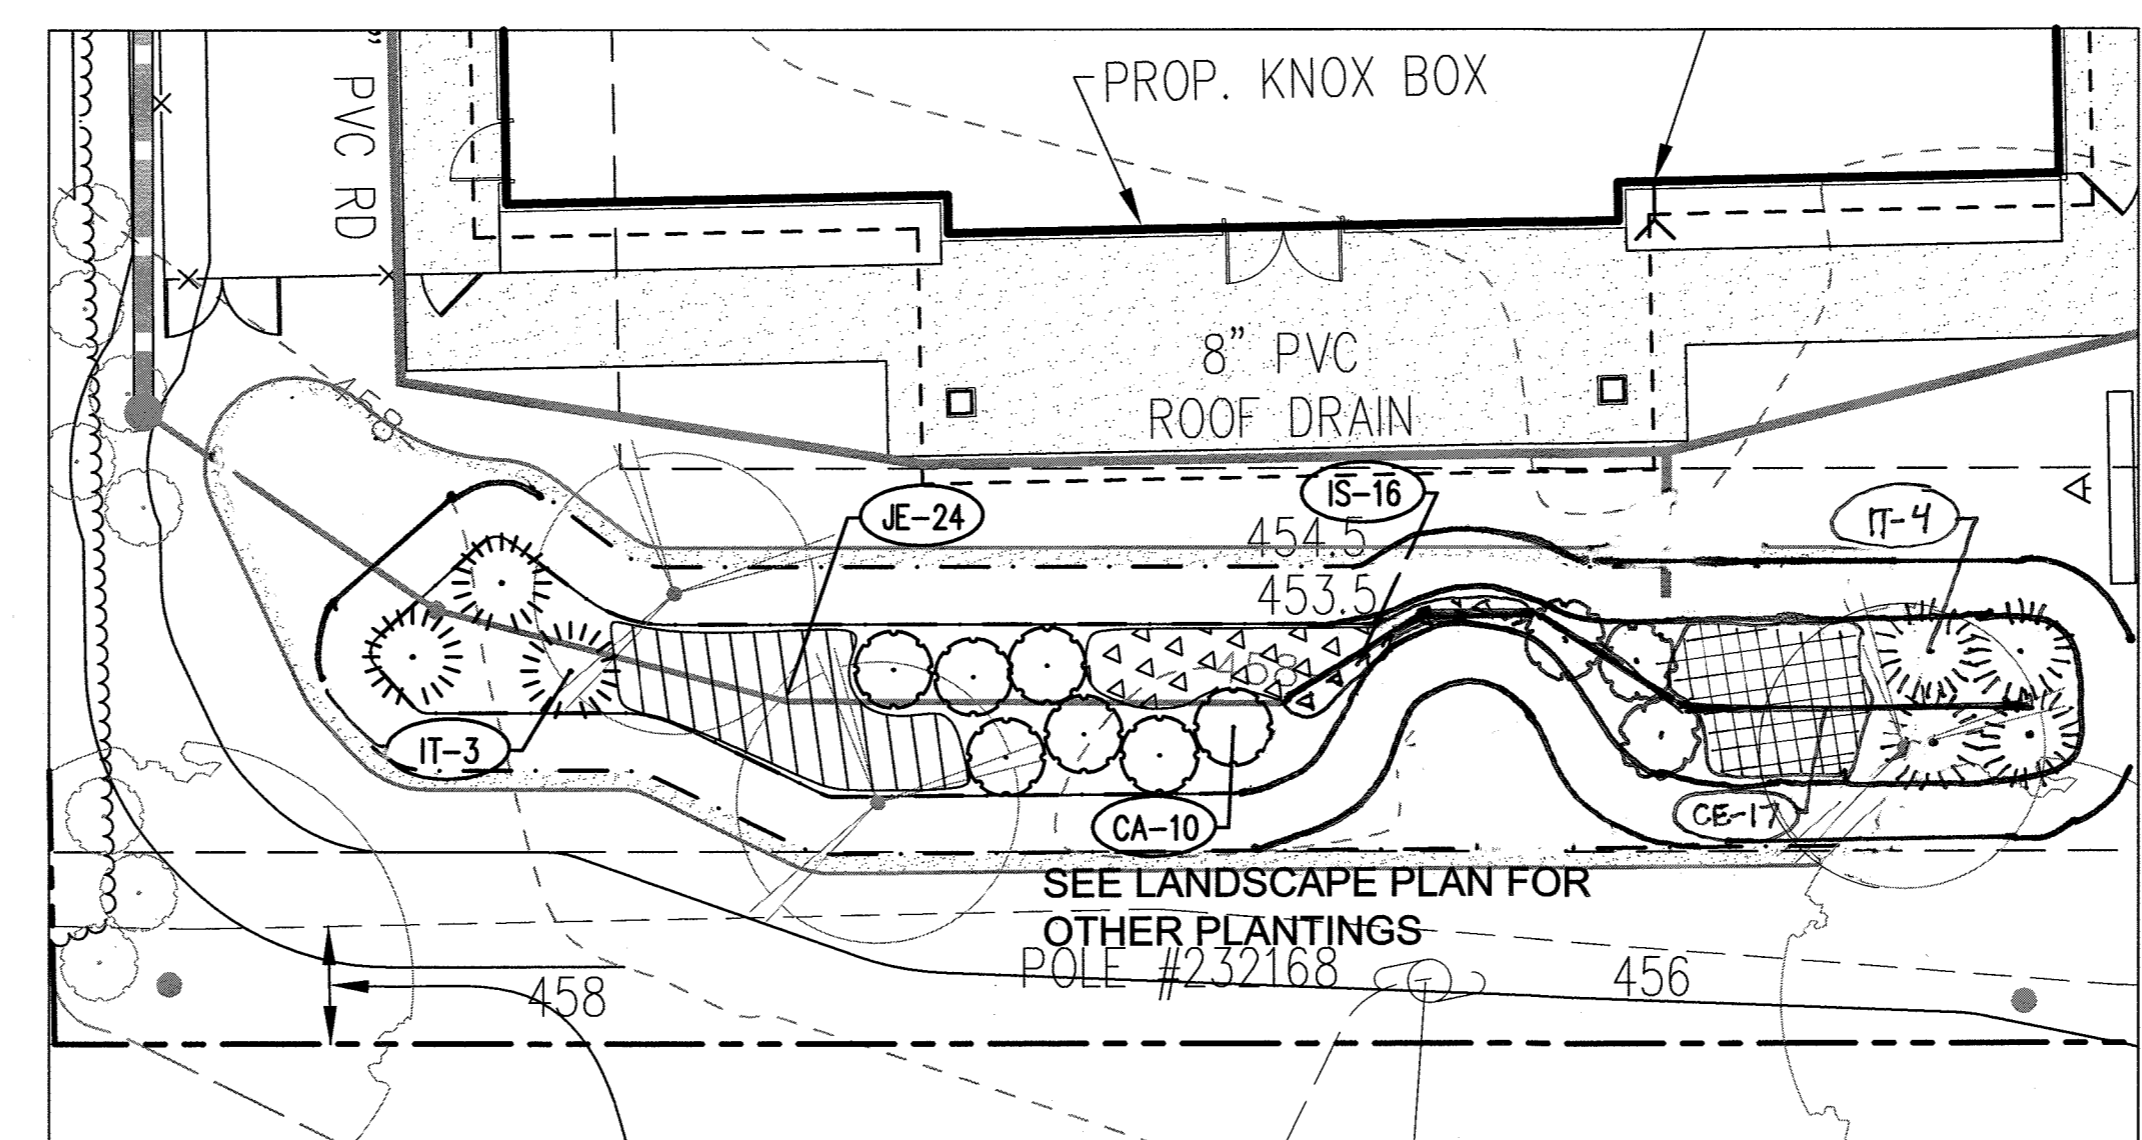 PROP. KNOX BOX
" PVC RD
8" PVC
ROOF DRAIN
458
JE-24
IS-16
IT-4
454.5
453.5
458
IT-3
CA-10
CE-17
SEE LANDSCAPE PLAN FOR
OTHER PLANTINGS
POLE #232168
458
456